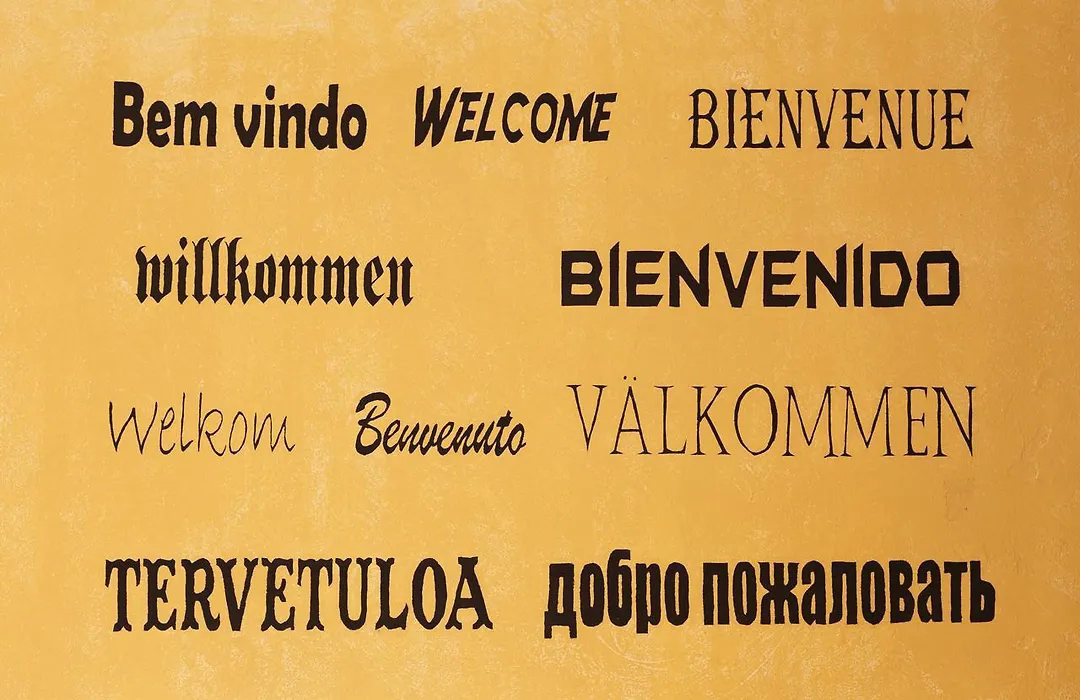 Bem vindo WELCOME BIENVENUE
willkommen BIENVENIDO
Welkom Benvenuto VÄLKOMMEN
TERVETULOA добро пожаловать